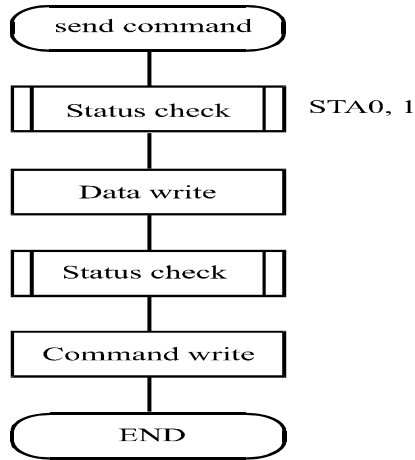 send command
Status check
STA0, 1
Data write
Status check
Command write
END